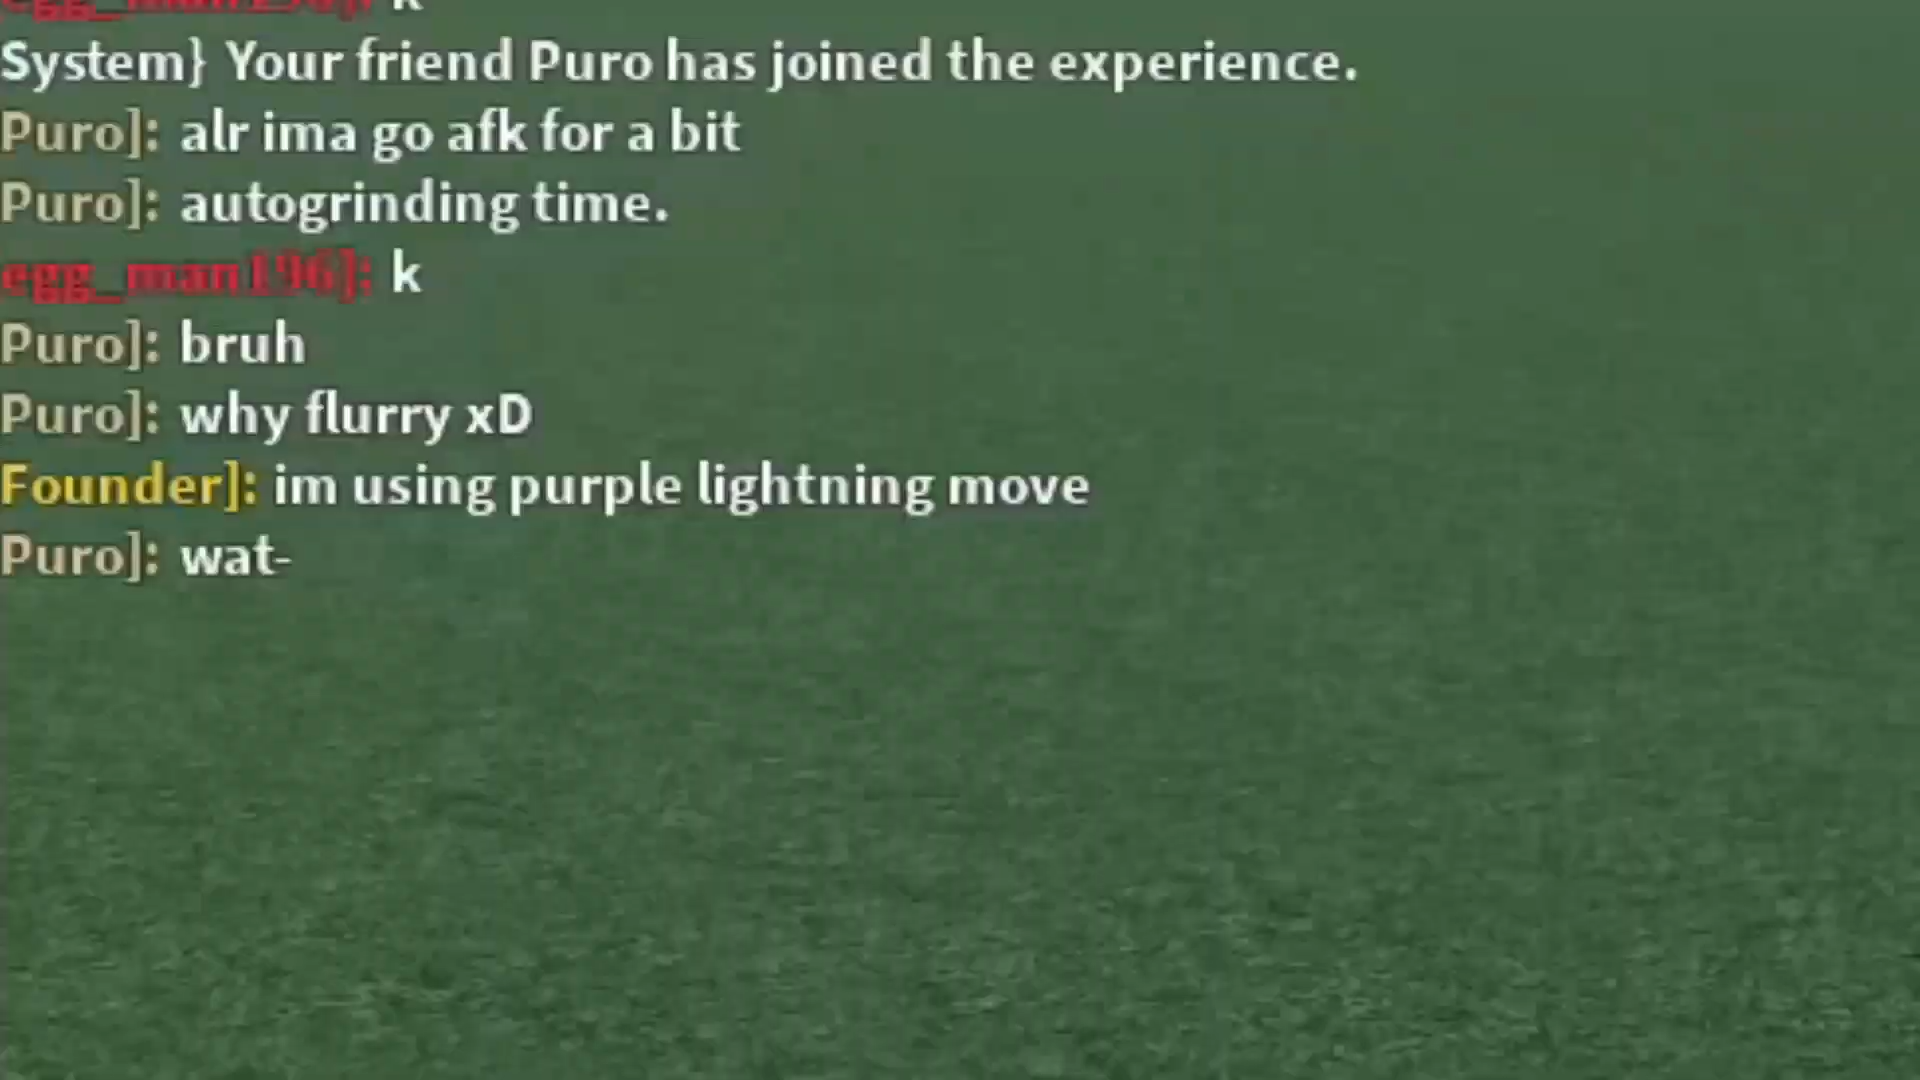 egg_man196]: k
System} Your friend Puro has joined the experience.
Puro]: alr ima go afk for a bit
Puro]: autogrinding time.
egg_man196]: k
Puro]: bruh
Puro]: why flurry xD
Founder]: im using purple lightning move
Puro]: wat-